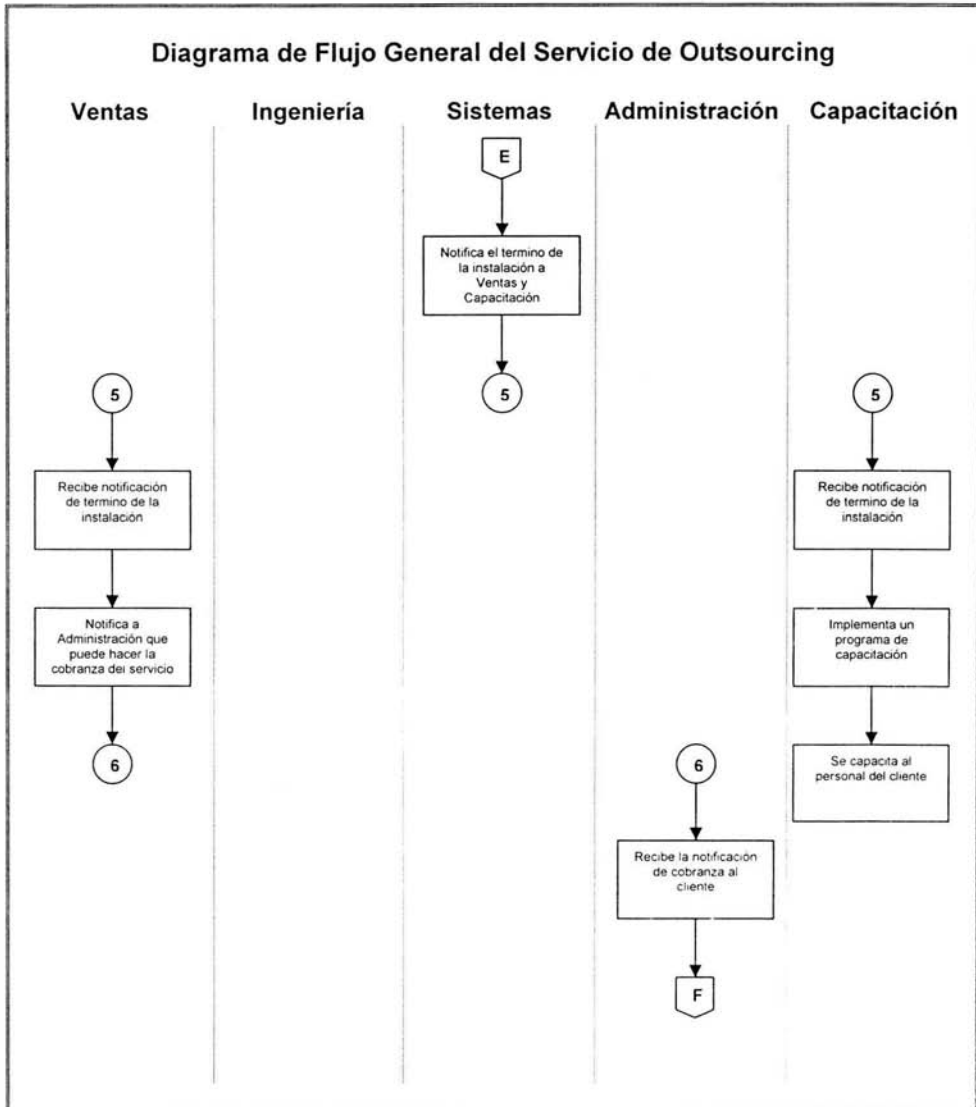 Diagrama de Flujo General del Servicio de Outsourcing
Ventas
Ingeniería
Sistemas
Administración
Capacitación
E
Notifica el termino de
la instalación a
Ventas y
Capacitación
5
5
5
Recibe notificación
de termino de la
instalación
Recibe notificación
de termino de la
instalación
Notifica a
Administración que
puede hacer la
cobranza del servicio
Implementa un
programa de
capacitación
6
6
Se capacita al
personal del cliente
Recibe la notificación
de cobranza al
cliente
F